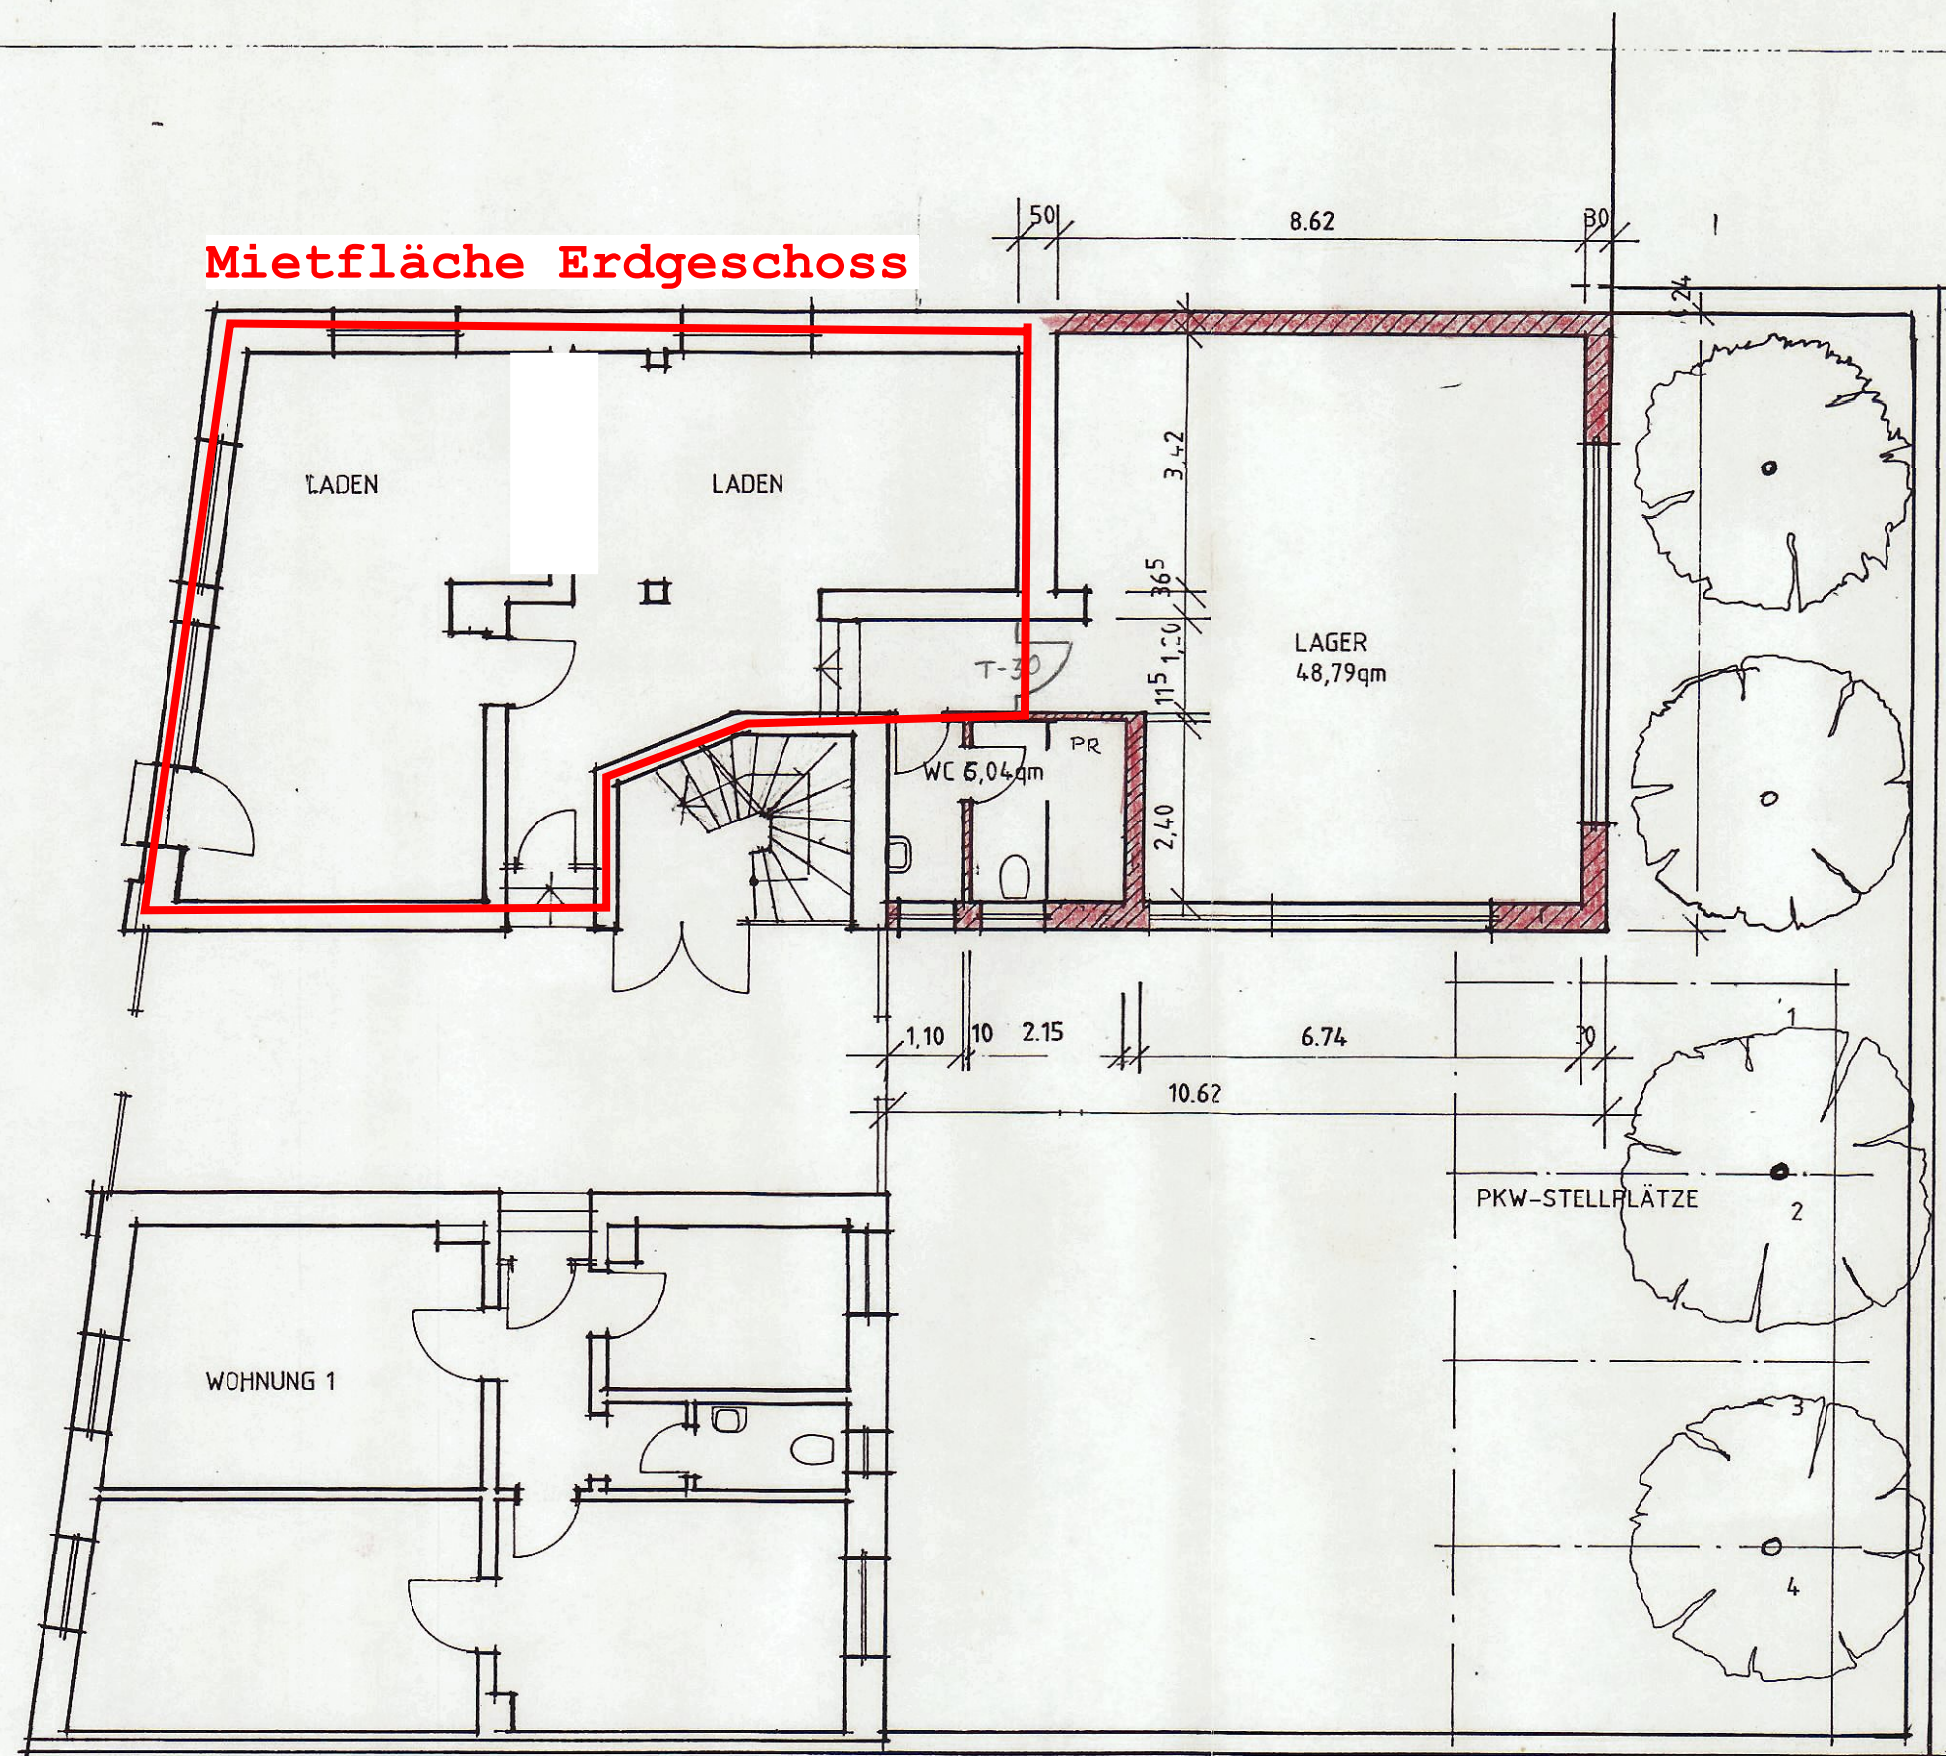 50
8.62
30
24
Mietfläche Erdgeschoss
LADEN
LADEN
3,42
36⁵
1,20
11⁵
2,40
T-30
LAGER
48,79qm
PR
WC 6,04qm
1,10
10
2.15
6.74
10.62
1
PKW-STELLPLÄTZE
2
WOHNUNG 1
3
4